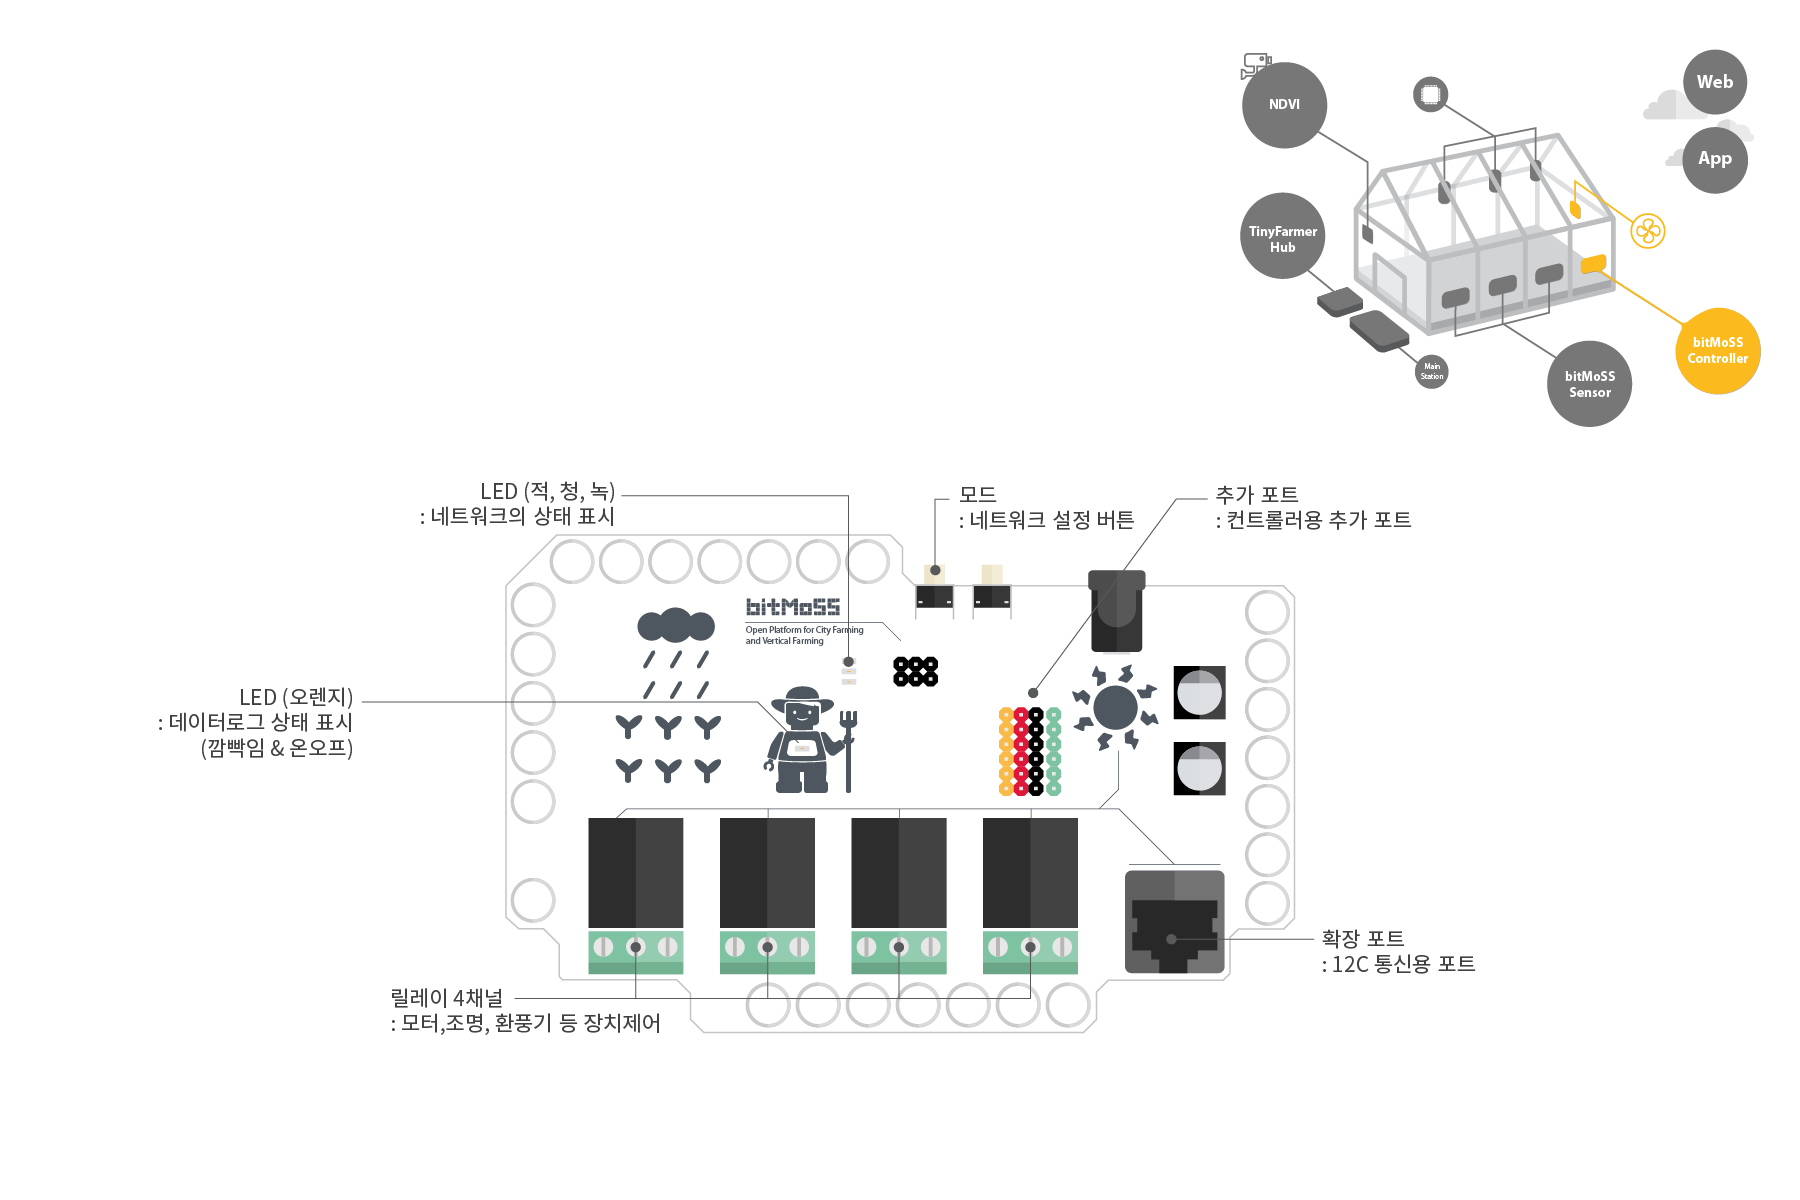 NDVI
Web
App
TinyFarmer
Hub
bitMoSS
Controller
Main
Station
bitMoSS
Sensor
LED (적, 청, 녹)
: 네트워크의 상태 표시
모드
: 네트워크 설정 버튼
추가 포트
: 컨트롤러용 추가 포트
bitMoSS
Open Platform for City Farming
and Vertical Farming
LED (오렌지)
: 데이터로그 상태 표시
(깜빡임 & 온오프)
확장 포트
: 12C 통신용 포트
릴레이 4채널
: 모터,조명, 환풍기 등 장치제어